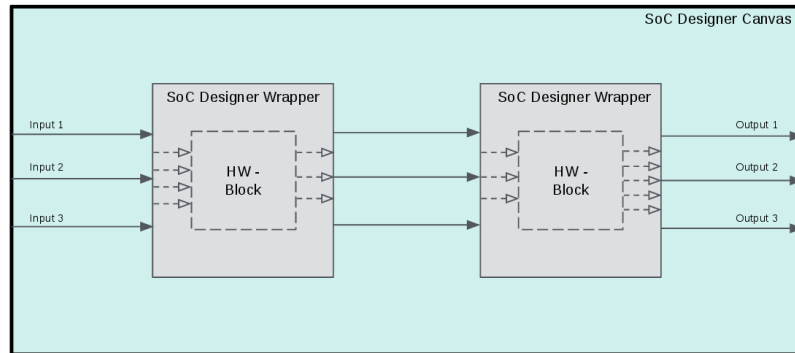 SoC Designer Canvas
SoC Designer Wrapper
SoC Designer Wrapper
Input 1
Output 1
Input 2
HW -
Block
HW -
Block
Output 2
Input 3
Output 3